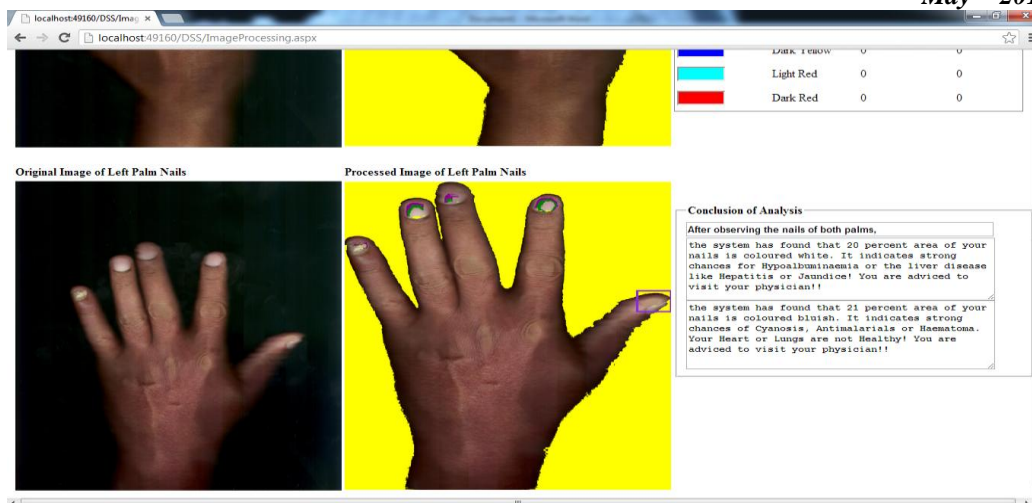 May
localhost:49160/DSS/Imag ×
localhost:49160/DSS/ImageProcessing.aspx
Dark Yellow 0 0
Light Red 0 0
Dark Red 0 0
Original Image of Left Palm Nails
Processed Image of Left Palm Nails
Conclusion of Analysis
After observing the nails of both palms,
the system has found that 20 percent area of your
nails is coloured white. It indicates strong
chances for Hypoalbuminaemia or the liver disease
like Hepatitis or Jaundice! You are adviced to
visit your physician!!
the system has found that 21 percent area of your
nails is coloured bluish. It indicates strong
chances of Cyanosis, Antimalarials or Haematoma.
Your Heart or Lungs are not Healthy! You are
adviced to visit your physician!!